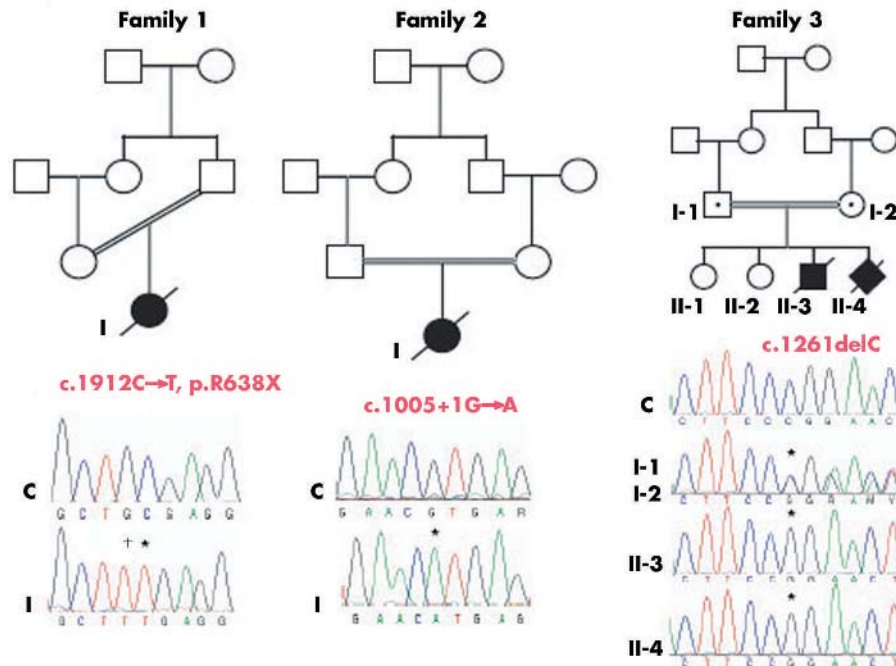 Family 1
Family 2
Family 3
I-1
I-2
I
I
II-1
II-2
II-3
II-4
c.1912C→T, p.R638X
C
G C T G C G A G G
† *
I
G C T T T G A G G
c.1005+1G→A
C
G A A C G T G A R
*
I
G A A C A T G A G
c.1261delC
C
C T T C C C G G A A C
I-1
*
I-2
C T T C C
*
II-3
C T T C C G G A A C
*
II-4
C T T C C G G A A C